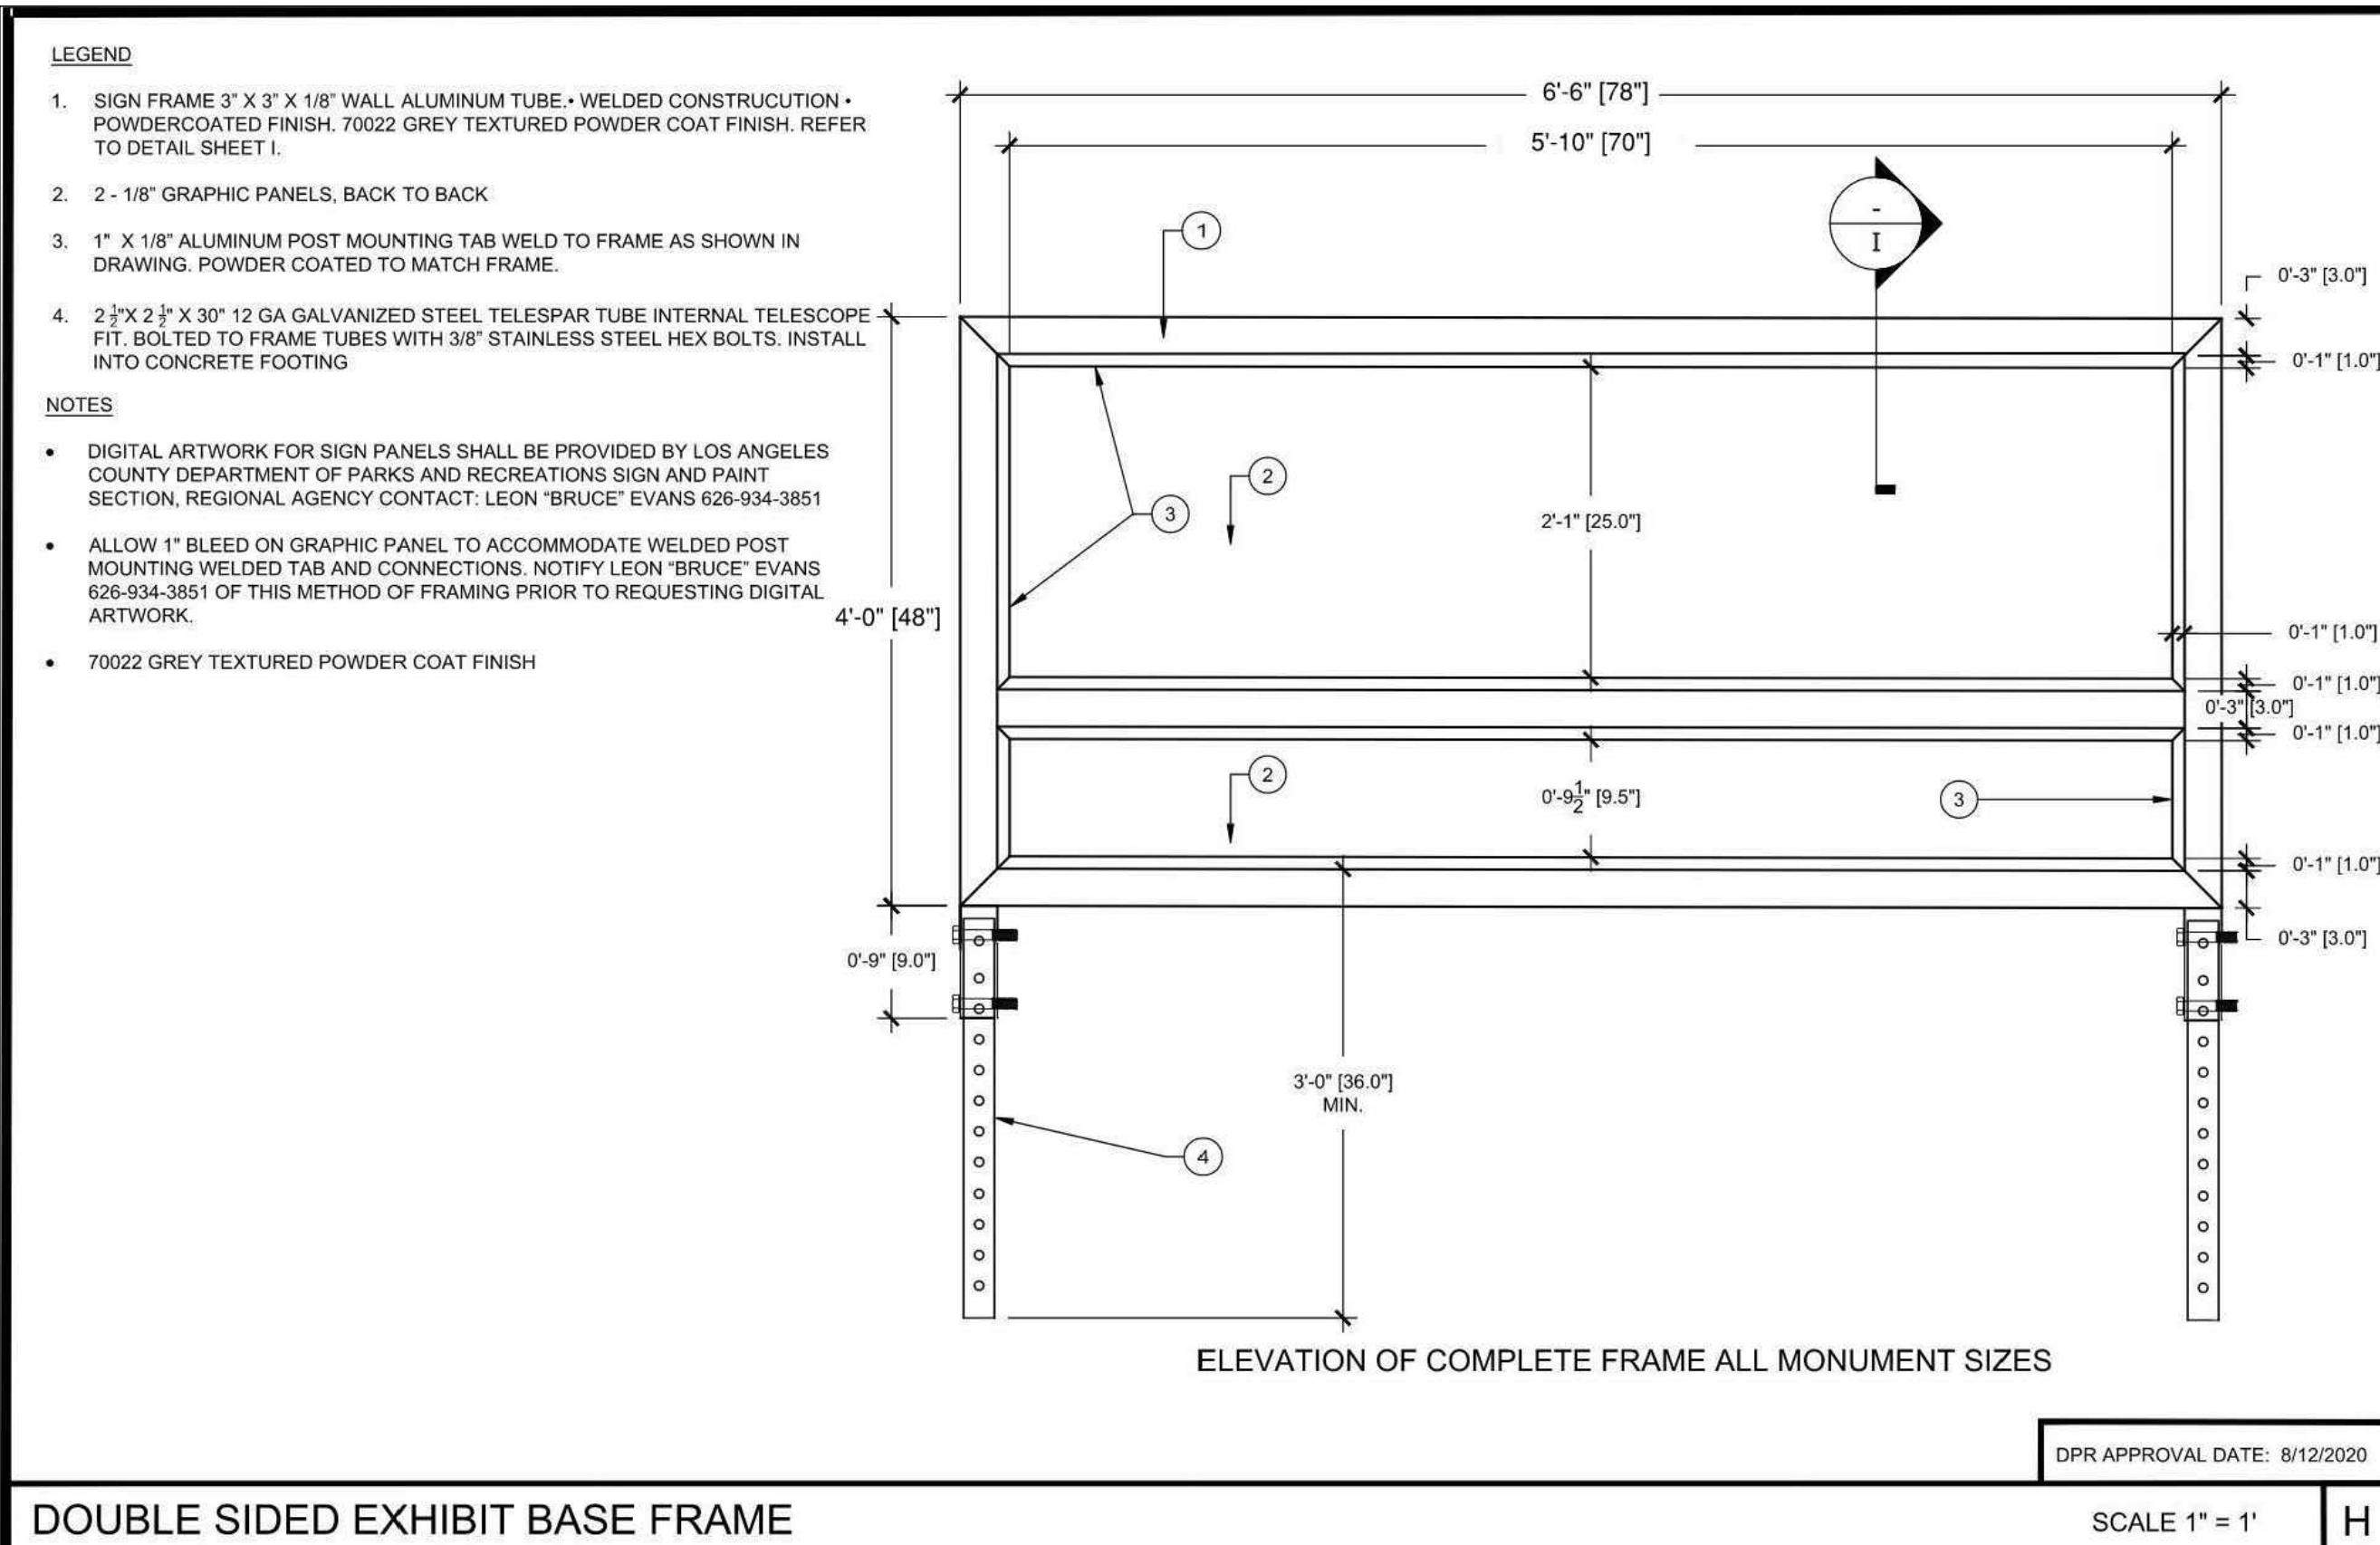 LEGEND
1. SIGN FRAME 3" X 3" X 1/8" WALL ALUMINUM TUBE.• WELDED CONSTRUCUTION •
POWDERCOATED FINISH. 70022 GREY TEXTURED POWDER COAT FINISH. REFER
TO DETAIL SHEET I.
2. 2 - 1/8" GRAPHIC PANELS, BACK TO BACK
3. 1" X 1/8" ALUMINUM POST MOUNTING TAB WELD TO FRAME AS SHOWN IN
DRAWING. POWDER COATED TO MATCH FRAME.
4. 2 1/2"X 2 1/2" X 30" 12 GA GALVANIZED STEEL TELESPAR TUBE INTERNAL TELESCOPE
FIT. BOLTED TO FRAME TUBES WITH 3/8" STAINLESS STEEL HEX BOLTS. INSTALL
INTO CONCRETE FOOTING
NOTES
• DIGITAL ARTWORK FOR SIGN PANELS SHALL BE PROVIDED BY LOS ANGELES
COUNTY DEPARTMENT OF PARKS AND RECREATIONS SIGN AND PAINT
SECTION, REGIONAL AGENCY CONTACT: LEON “BRUCE” EVANS 626-934-3851
• ALLOW 1" BLEED ON GRAPHIC PANEL TO ACCOMMODATE WELDED POST
MOUNTING WELDED TAB AND CONNECTIONS. NOTIFY LEON “BRUCE” EVANS
626-934-3851 OF THIS METHOD OF FRAMING PRIOR TO REQUESTING DIGITAL
ARTWORK.
• 70022 GREY TEXTURED POWDER COAT FINISH
6'-6" [78"]
5'-10" [70"]
1
-
I
0'-3" [3.0"]
0'-1" [1.0"]
2
3
2'-1" [25.0"]
4'-0" [48"]
0'-1" [1.0"]
0'-1" [1.0"]
0'-3" [3.0"]
0'-1" [1.0"]
2
0'-9 1/2" [9.5"]
3
0'-1" [1.0"]
0'-3" [3.0"]
0'-9" [9.0"]
3'-0" [36.0"]
MIN.
4
ELEVATION OF COMPLETE FRAME ALL MONUMENT SIZES
DPR APPROVAL DATE: 8/12/2020
DOUBLE SIDED EXHIBIT BASE FRAME
SCALE 1" = 1'
H